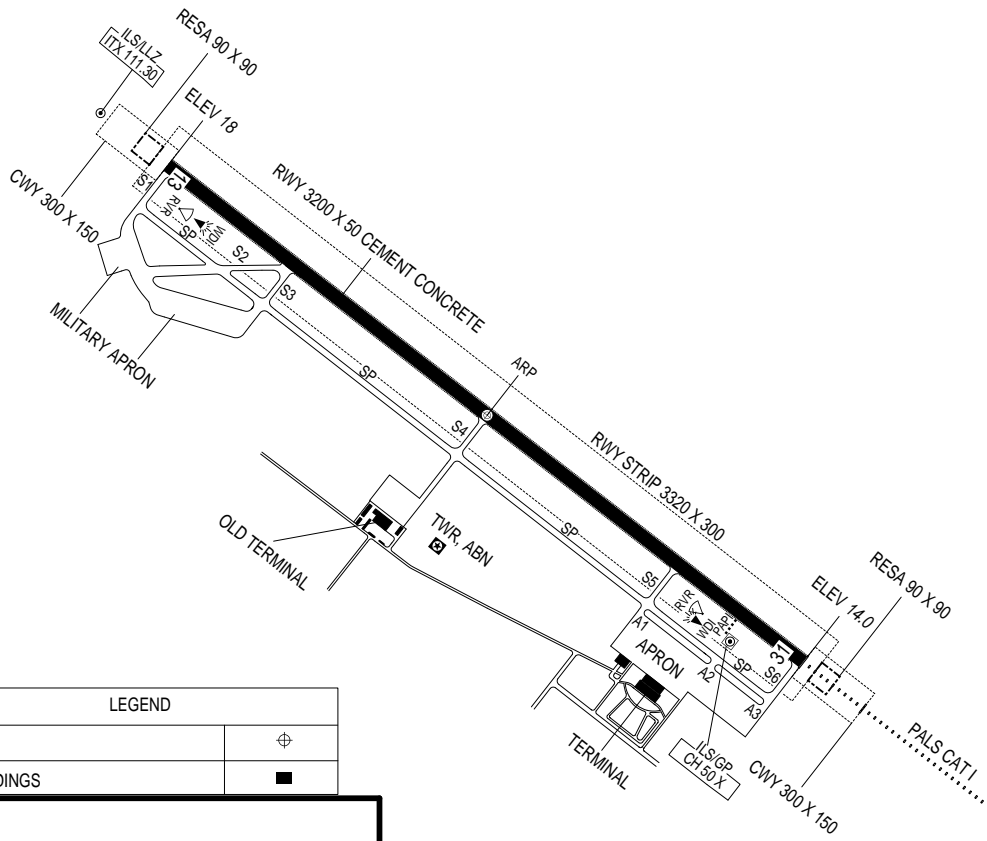 ILS/LLZ
ITX 111.30
RESA 90 X 90
ELEV 18
CWY 300 X 150
S1
13
RVR
SP
WDI
S2
S3
RWY 3200 X 50 CEMENT CONCRETE
MILITARY APRON
SP
ARP
S4
RWY STRIP 3320 X 300
OLD TERMINAL
TWR, ABN
SP
S5
ELEV 14.0
RESA 90 X 90
RVR
WDI
PAPI
A1
31
APRON
SP
S6
A2
A3
TERMINAL
ILS/GP
CH 50 X
CWY 300 X 150
PALS CAT I
LEGEND
DINGS